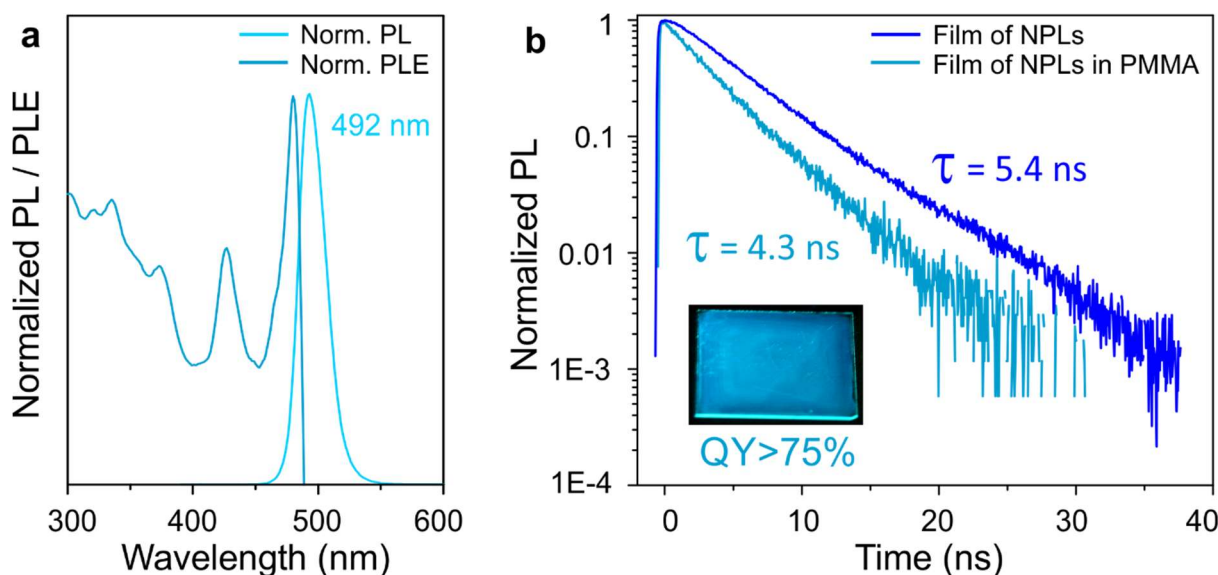 a
Norm. PL
Norm. PLE
492 nm
Normalized PL / PLE
300
400
500
600
Wavelength (nm)
b
Film of NPLs
Film of NPLs in PMMA
τ = 5.4 ns
τ = 4.3 ns
QY>75%
Normalized PL
1
0.1
0.01
1E-3
1E-4
0
10
20
30
40
Time (ns)